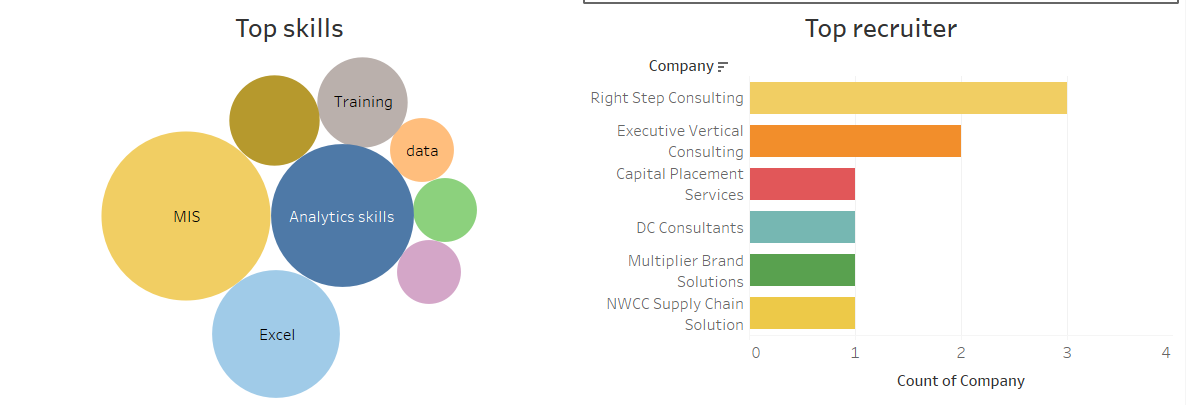 Top skills
Training
data
MIS
Analytics skills
Excel
Top recruiter
Company
Right Step Consulting
Executive Vertical
Consulting
Capital Placement
Services
DC Consultants
Multiplier Brand
Solutions
NWCC Supply Chain
Solution
0 1 2 3 4
Count of Company